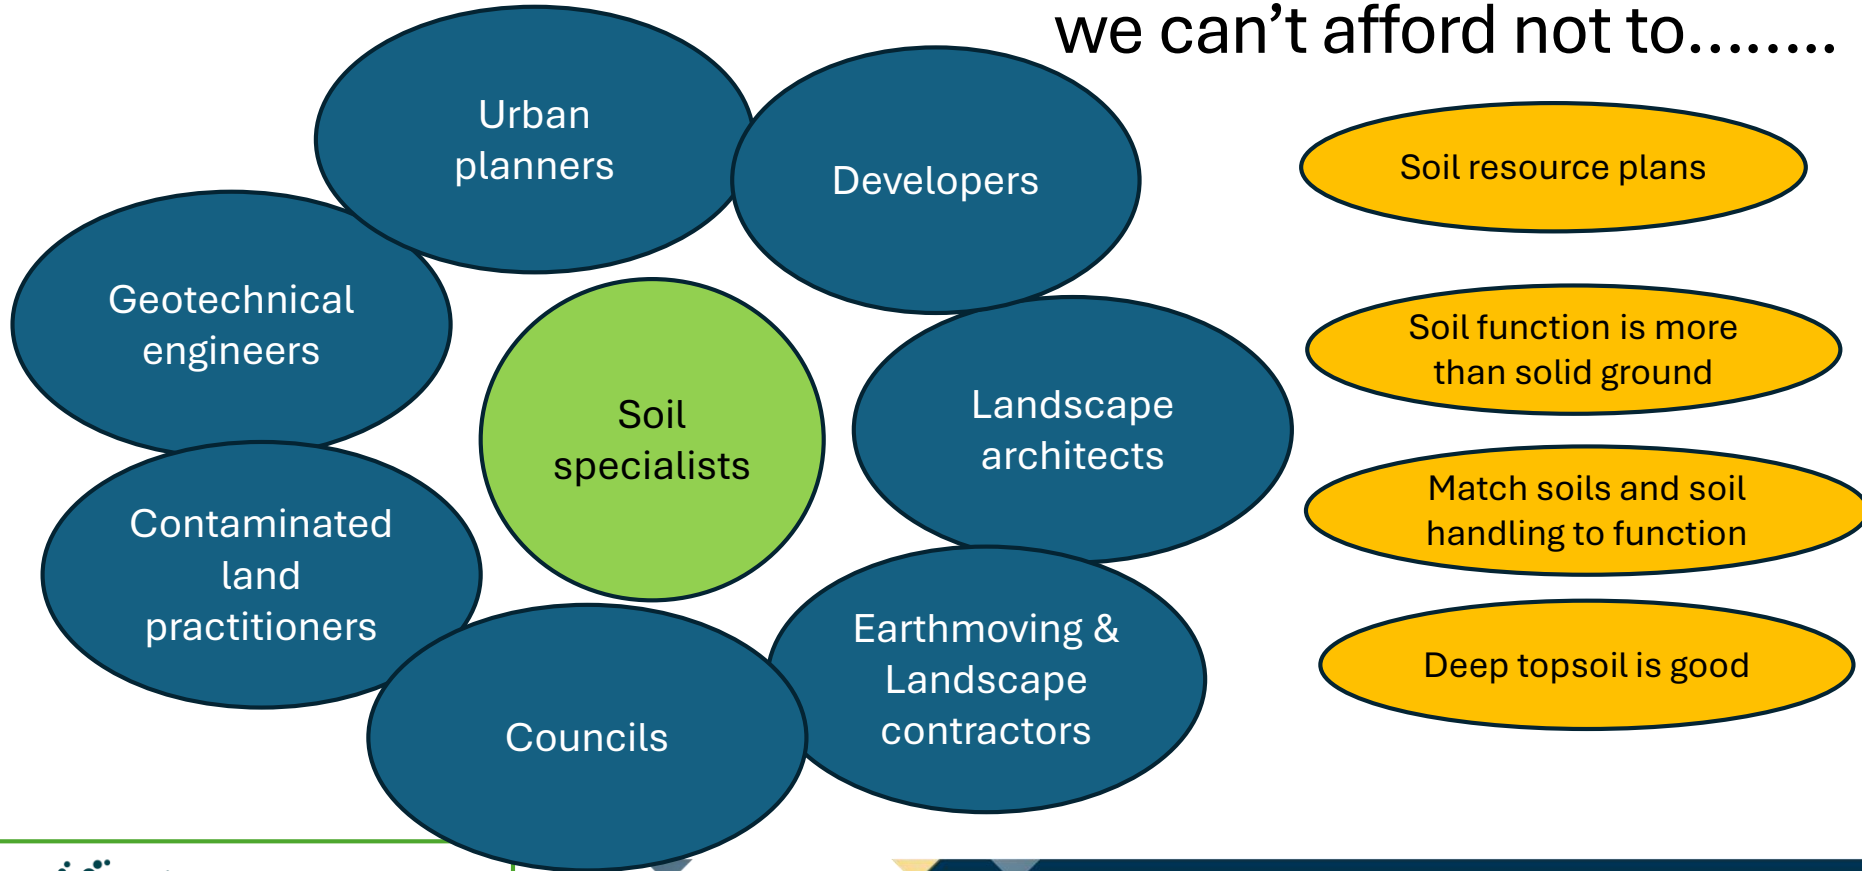 we can’t afford not to........
Urban
planners
Developers
Geotechnical
engineers
Soil
specialists
Landscape
architects
Contaminated
land
practitioners
Earthmoving &
Landscape
contractors
Councils
Soil resource plans
Soil function is more
than solid ground
Match soils and soil
handling to function
Deep topsoil is good